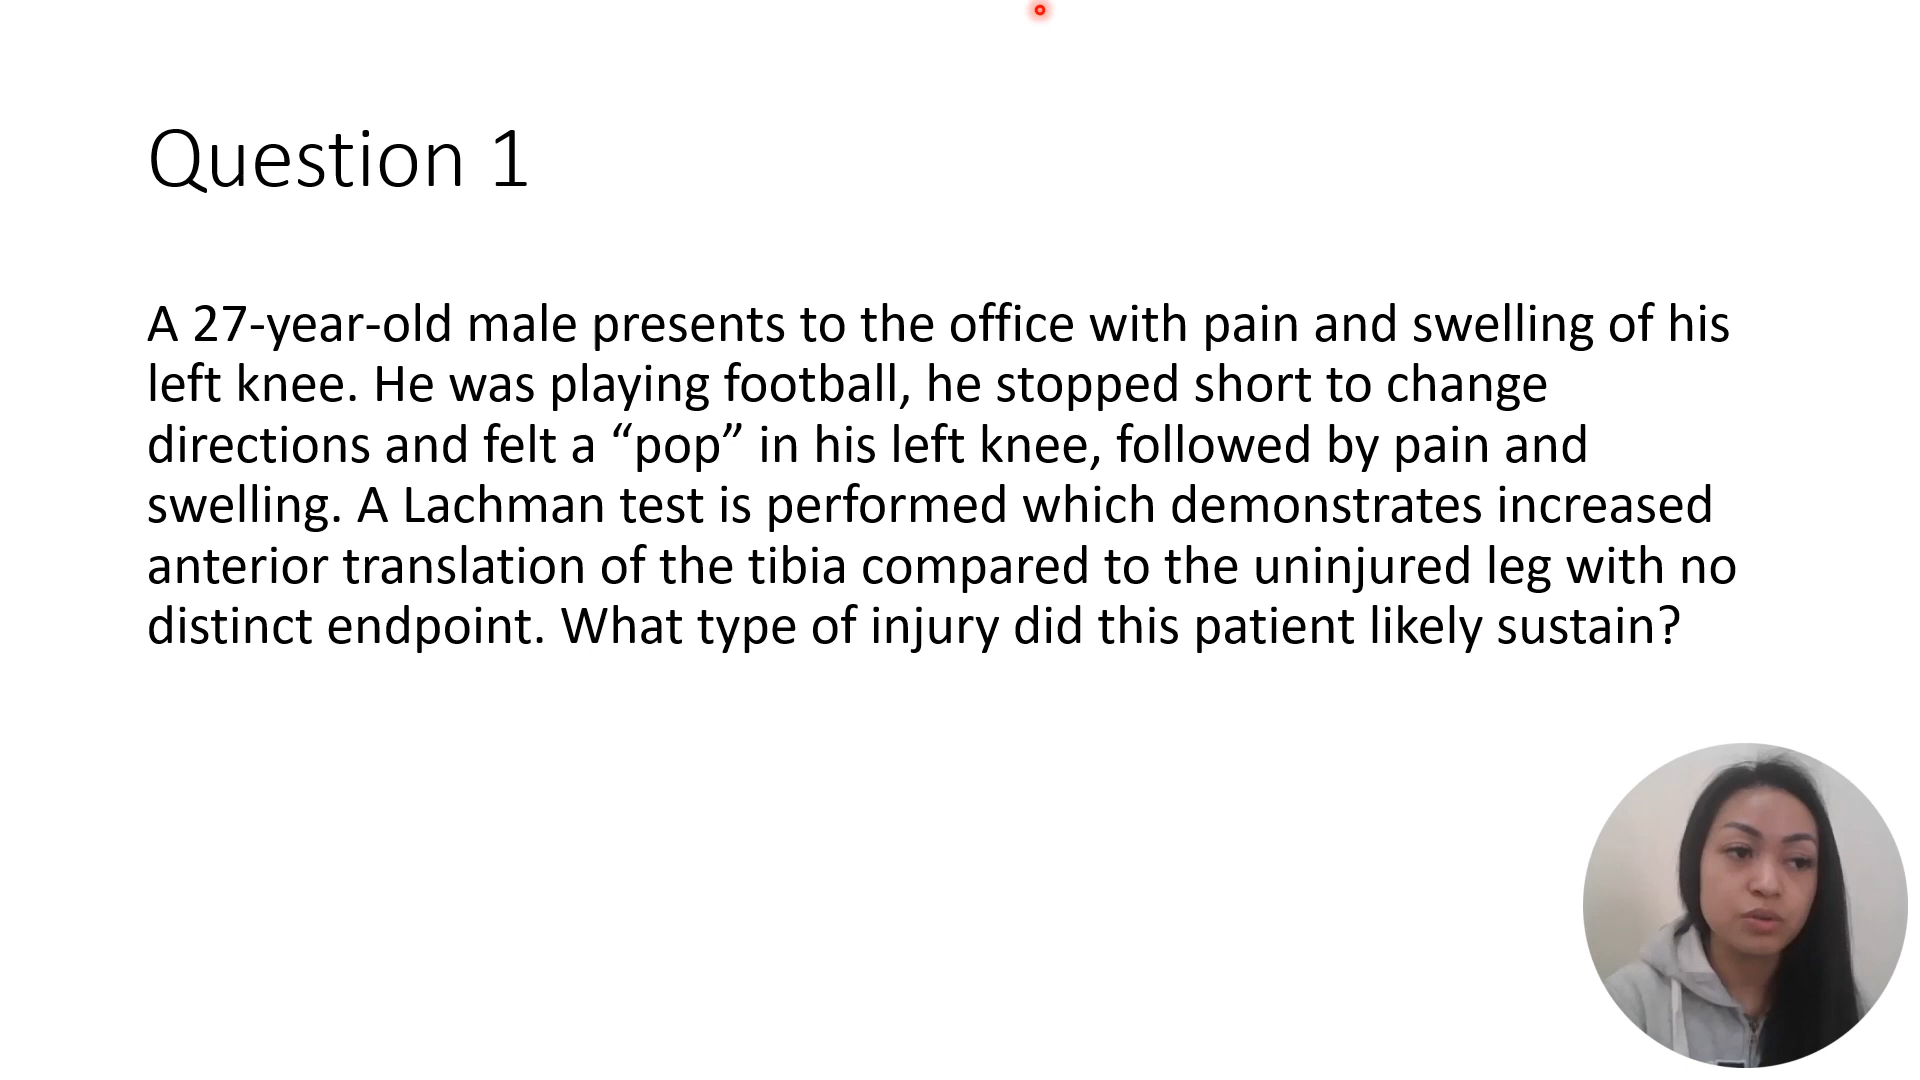 Question 1
A 27-year-old male presents to the office with pain and swelling of his
left knee. He was playing football, he stopped short to change
directions and felt a “pop” in his left knee, followed by pain and
swelling. A Lachman test is performed which demonstrates increased
anterior translation of the tibia compared to the uninjured leg with no
distinct endpoint. What type of injury did this patient likely sustain?